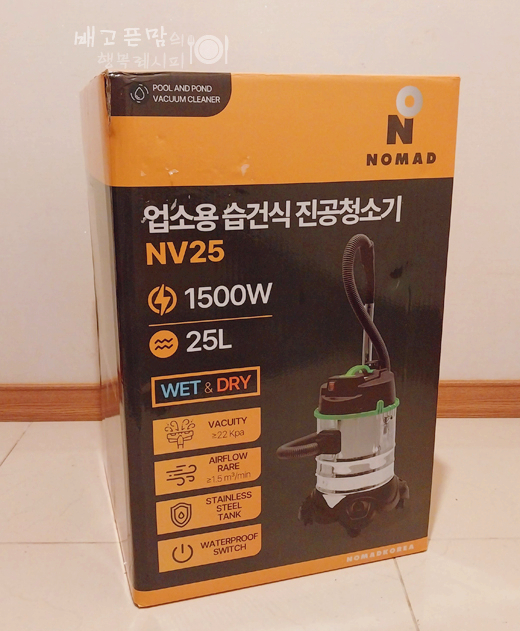 배고픈맘의
행복레시피
POOL AND POND
VACUUM CLEANER
NOMAD
업소용 습건식 진공청소기
NV25
1500W
25L
WET & DRY
VACUITY
≥22 Kpa
AIRFLOW
RARE
≥1.5 m³/min
STAINLESS
STEEL
TANK
WATERPROOF
SWITCH
NOMADKOREA